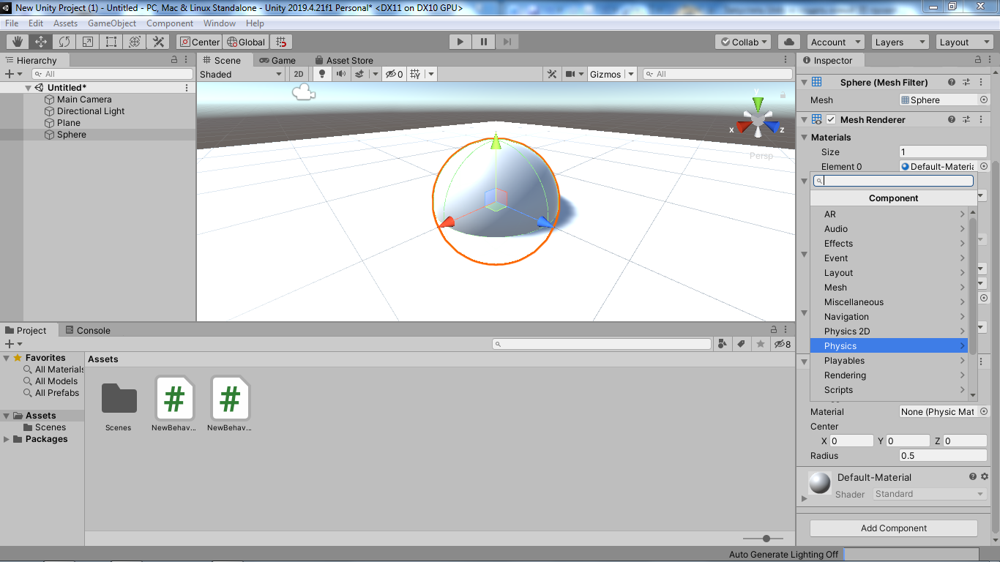 New Unity Project (1) - Untitled - PC, Mac & Linux Standalone - Unity 2019.4.21f1 Personal* <DX11 on DX10 GPU>
File Edit Assets GameObject Component Window Help
Center Global Collab Account Layers Layout
Hierarchy
All
Untitled*
Main Camera
Directional Light
Plane
Sphere
Scene Game Asset Store
Shaded 2D 0 Gizmos All
y
x z
Persp
Inspector
Sphere (Mesh Filter)
Mesh Sphere
Mesh Renderer
Materials
Size 1
Element 0 Default-Materia
Component
AR
Audio
Effects
Event
Layout
Mesh
Miscellaneous
Navigation
Physics 2D
Physics
Playables
Rendering
Scripts
Material None (Physic Mat
Center
X 0 Y 0 Z 0
Radius 0.5
Default-Material
Shader Standard
Add Component
Project Console
8
Favorites
All Materials
All Models
All Prefabs
Assets
Scenes
Packages
Assets
Scenes NewBehav... NewBehav...
Auto Generate Lighting Off